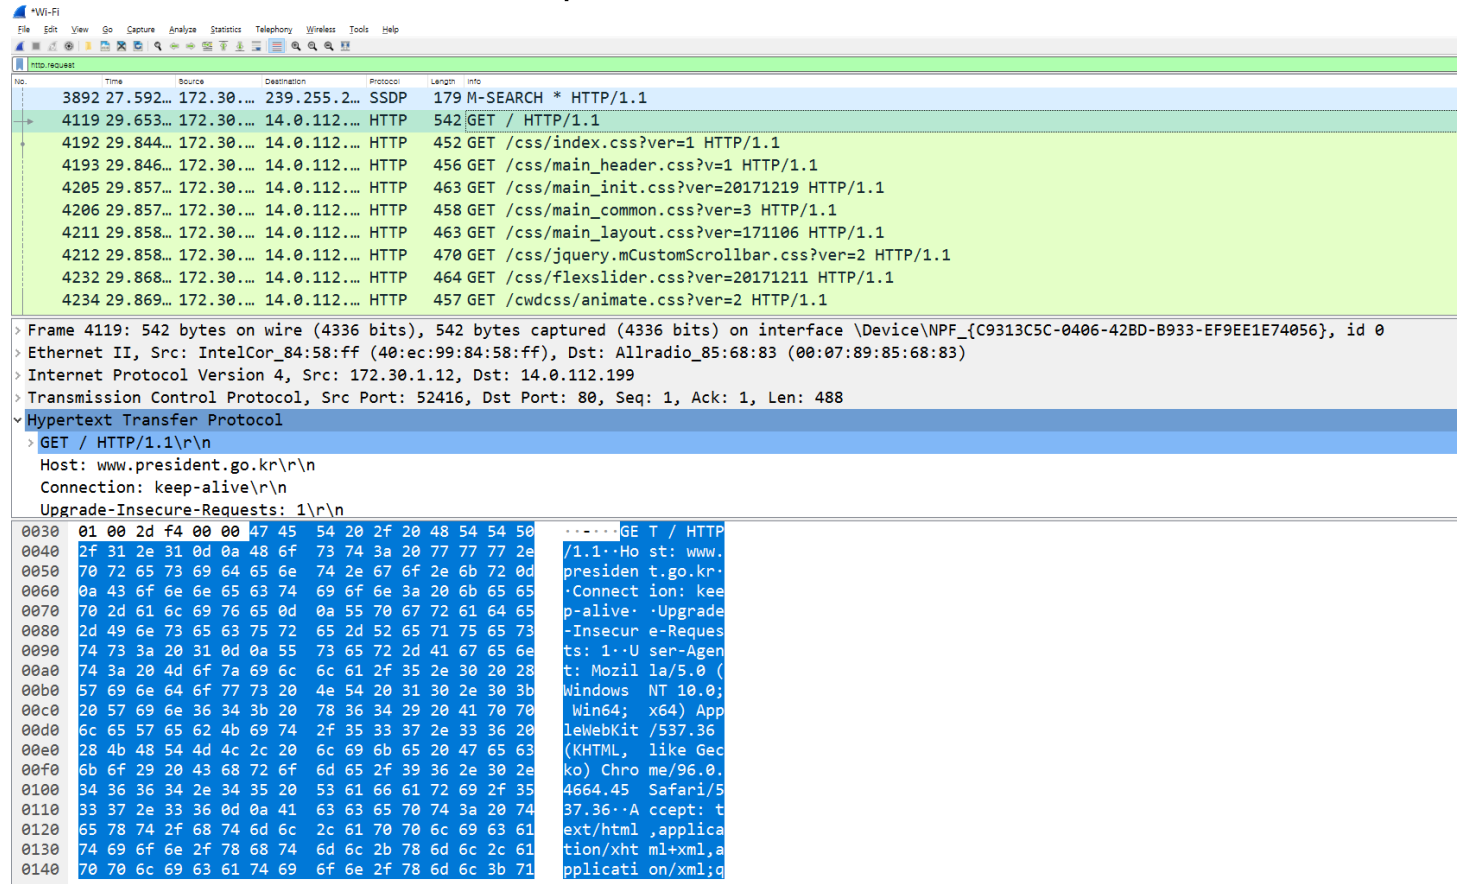 *Wi-Fi
File Edit View Go Capture Analyze Statistics Telephony Wireless Tools Help
http.request
No. Time Source Destination Protocol Length Info
3892 27.592… 172.30.… 239.255.2… SSDP 179 M-SEARCH * HTTP/1.1
4119 29.653… 172.30.… 14.0.112.… HTTP 542 GET / HTTP/1.1
4192 29.844… 172.30.… 14.0.112.… HTTP 452 GET /css/index.css?ver=1 HTTP/1.1
4193 29.846… 172.30.… 14.0.112.… HTTP 456 GET /css/main_header.css?v=1 HTTP/1.1
4205 29.857… 172.30.… 14.0.112.… HTTP 463 GET /css/main_init.css?ver=20171219 HTTP/1.1
4206 29.857… 172.30.… 14.0.112.… HTTP 458 GET /css/main_common.css?ver=3 HTTP/1.1
4211 29.858… 172.30.… 14.0.112.… HTTP 463 GET /css/main_layout.css?ver=171106 HTTP/1.1
4212 29.858… 172.30.… 14.0.112.… HTTP 470 GET /css/jquery.mCustomScrollbar.css?ver=2 HTTP/1.1
4232 29.868… 172.30.… 14.0.112.… HTTP 464 GET /css/flexslider.css?ver=20171211 HTTP/1.1
4234 29.869… 172.30.… 14.0.112.… HTTP 457 GET /cwdcss/animate.css?ver=2 HTTP/1.1
Frame 4119: 542 bytes on wire (4336 bits), 542 bytes captured (4336 bits) on interface \Device\NPF_{C9313C5C-0406-42BD-B933-EF9EE1E74056}, id 0
Ethernet II, Src: IntelCor_84:58:ff (40:ec:99:84:58:ff), Dst: Allradio_85:68:83 (00:07:89:85:68:83)
Internet Protocol Version 4, Src: 172.30.1.12, Dst: 14.0.112.199
Transmission Control Protocol, Src Port: 52416, Dst Port: 80, Seq: 1, Ack: 1, Len: 488
Hypertext Transfer Protocol
GET / HTTP/1.1\r\n
Host: www.president.go.kr\r\n
Connection: keep-alive\r\n
Upgrade-Insecure-Requests: 1\r\n
0030 01 00 2d f4 00 00 47 45 54 20 2f 20 48 54 54 50 ··-···GE T / HTTP
0040 2f 31 2e 31 0d 0a 48 6f 73 74 3a 20 77 77 77 2e /1.1··Ho st: www.
0050 70 72 65 73 69 64 65 6e 74 2e 67 6f 2e 6b 72 0d presiden t.go.kr·
0060 0a 43 6f 6e 6e 65 63 74 69 6f 6e 3a 20 6b 65 65 ·Connect ion: kee
0070 70 2d 61 6c 69 76 65 0d 0a 55 70 67 72 61 64 65 p-alive· ·Upgrade
0080 2d 49 6e 73 65 63 75 72 65 2d 52 65 71 75 65 73 -Insecur e-Reques
0090 74 73 3a 20 31 0d 0a 55 73 65 72 2d 41 67 65 6e ts: 1··U ser-Agen
00a0 74 3a 20 4d 6f 7a 69 6c 6c 61 2f 35 2e 30 20 28 t: Mozil la/5.0 (
00b0 57 69 6e 64 6f 77 73 20 4e 54 20 31 30 2e 30 3b Windows NT 10.0;
00c0 20 57 69 6e 36 34 3b 20 78 36 34 29 20 41 70 70 Win64; x64) App
00d0 6c 65 57 65 62 4b 69 74 2f 35 33 37 2e 33 36 20 leWebKit /537.36
00e0 28 4b 48 54 4d 4c 2c 20 6c 69 6b 65 20 47 65 63 (KHTML, like Gec
00f0 6b 6f 29 20 43 68 72 6f 6d 65 2f 39 36 2e 30 2e ko) Chro me/96.0.
0100 34 36 36 34 2e 34 35 20 53 61 66 61 72 69 2f 35 4664.45 Safari/5
0110 33 37 2e 33 36 0d 0a 41 63 63 65 70 74 3a 20 74 37.36··A ccept: t
0120 65 78 74 2f 68 74 6d 6c 2c 61 70 70 6c 69 63 61 ext/html ,applica
0130 74 69 6f 6e 2f 78 68 74 6d 6c 2b 78 6d 6c 2c 61 tion/xht ml+xml,a
0140 70 70 6c 69 63 61 74 69 6f 6e 2f 78 6d 6c 3b 71 pplicati on/xml;q